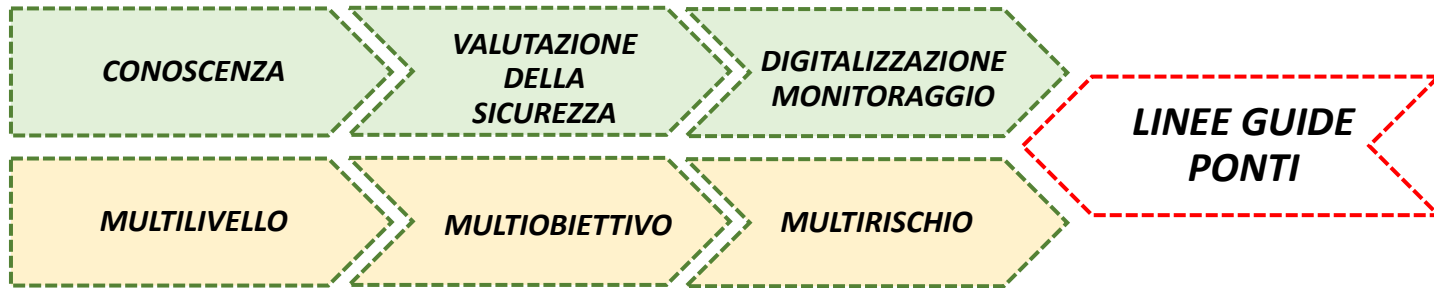 CONOSCENZA
VALUTAZIONE
DELLA
SICUREZZA
DIGITALIZZAZIONE
MONITORAGGIO
LINEE GUIDE
PONTI
MULTILIVELLO
MULTIOBIETTIVO
MULTIRISCHIO